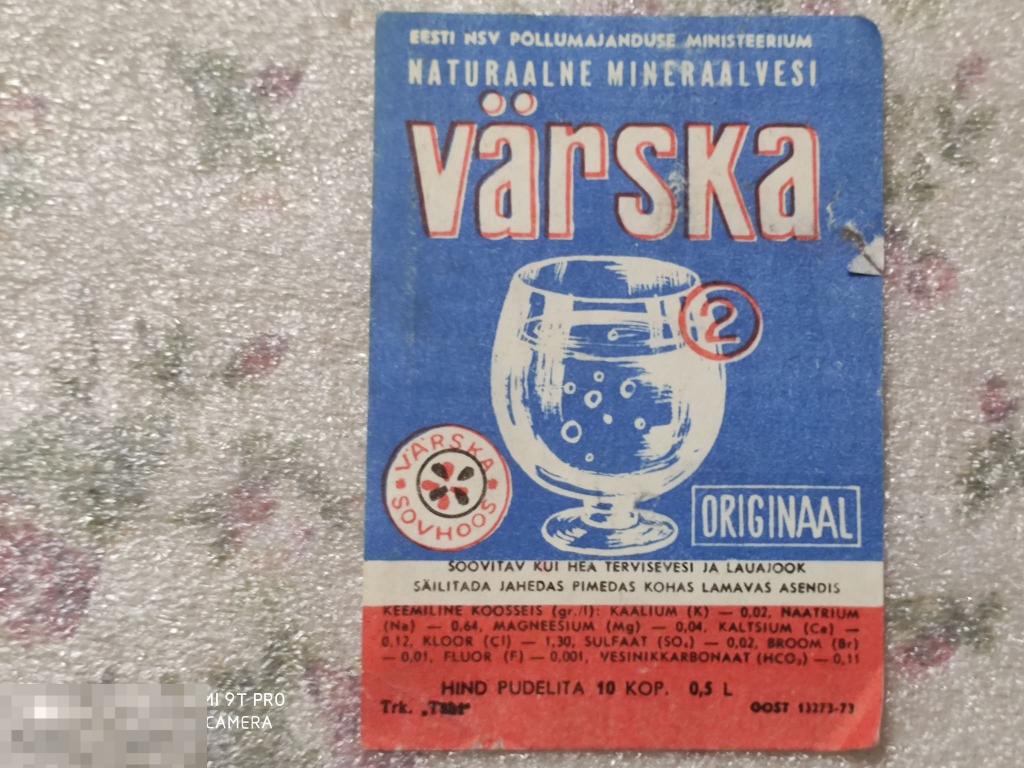 EESTI NSV PÕLLUMAJANDUSE MINISTEERIUM
NATURAALNE MINERAALVESI
värska
2
VÄRSKA
SOVHOOS
ORIGINAAL
SOOVITAV KUI HEA TERVISEVESI JA LAUAJOOK
SÄILITADA JAHEDAS PIMEDAS KOHAS LAMAVAS ASENDIS
KEEMILINE KOOSSEIS (gr./l): KAALIUM (K) — 0,02, NAATRIUM
(Na) — 0,64, MAGNEESIUM (Mg) — 0,04, KALTSIUM (Ca) —
0,12, KLOOR (Cl) — 1,30, SULFAAT (SO₄) — 0,02, BROOM (Br)
— 0,01, FLUOR (F) — 0,001, VESINIKKARBONAAT (HCO₃) — 0,11
HIND PUDELITA 10 KOP. 0,5 L
Trk. „Täht"
GOST 13273-73
MI 9T PRO
CAMERA